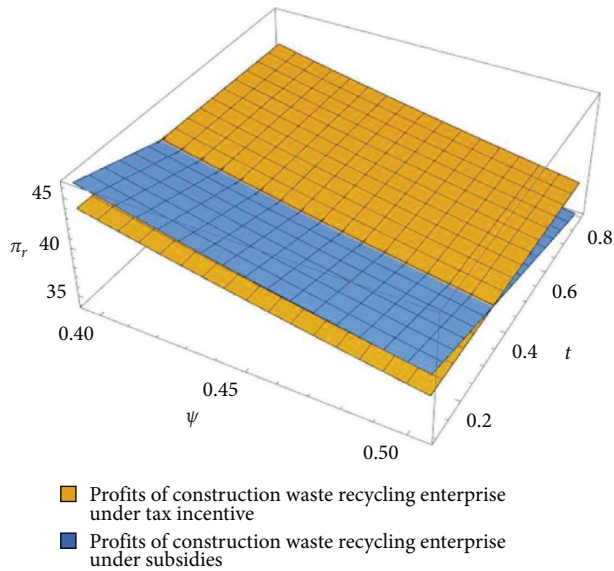 45
40
35
π_r
0.40
0.45
0.50
ψ
0.8
0.6
0.4
0.2
t
Profits of construction waste recycling enterprise
under tax incentive
Profits of construction waste recycling enterprise
under subsidies